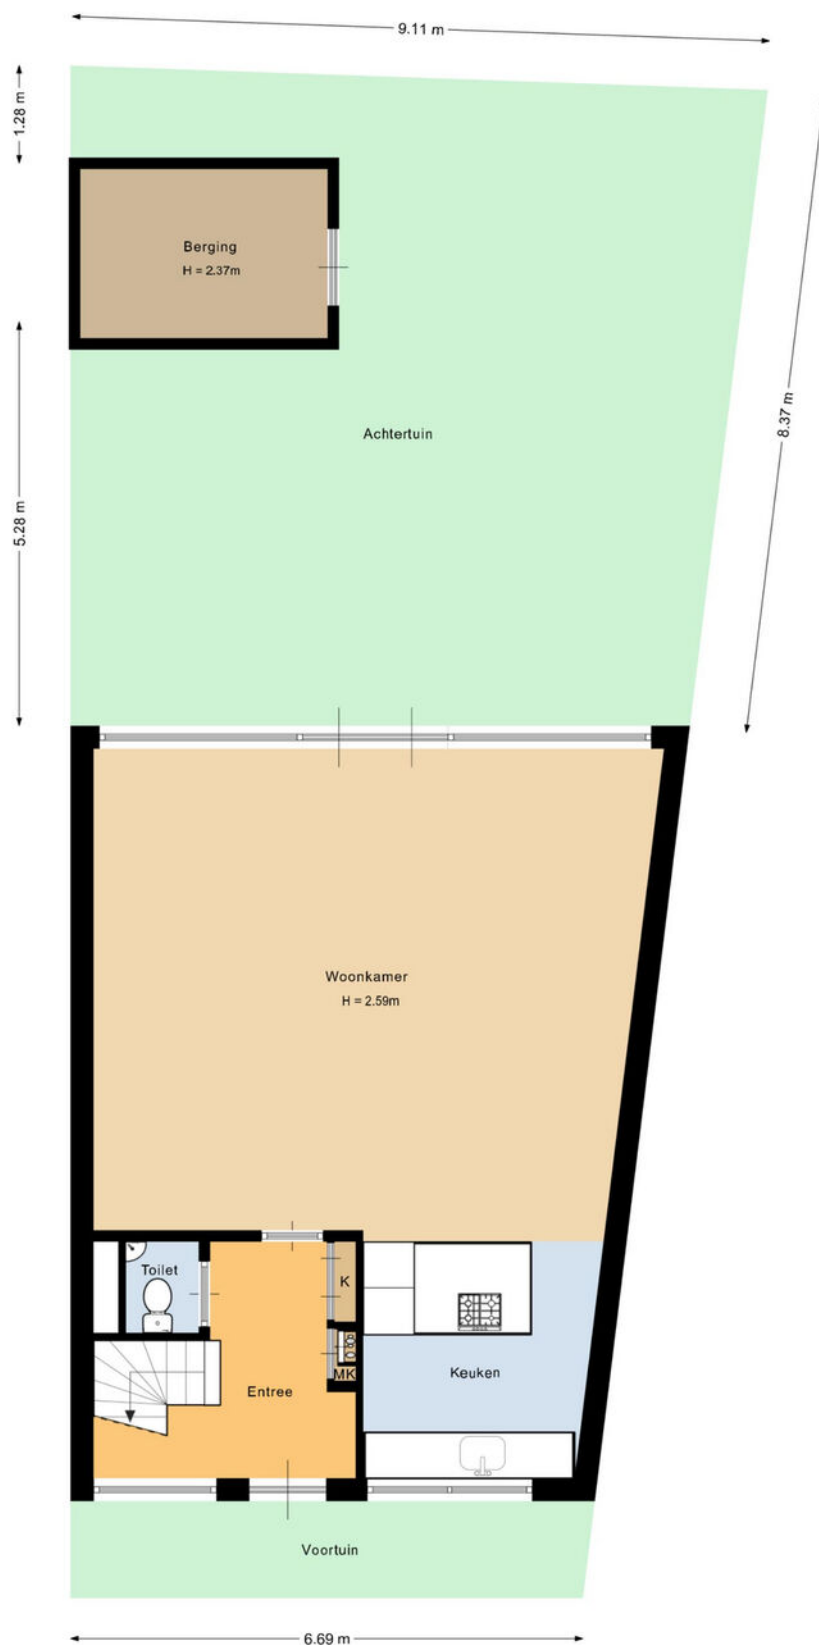 9.11 m
1.28 m
Berging
H = 2.37m
8.37 m
Achtertuin
5.28 m
Woonkamer
H = 2.59m
Toilet
K
MK
Keuken
Entree
Voortuin
6.69 m